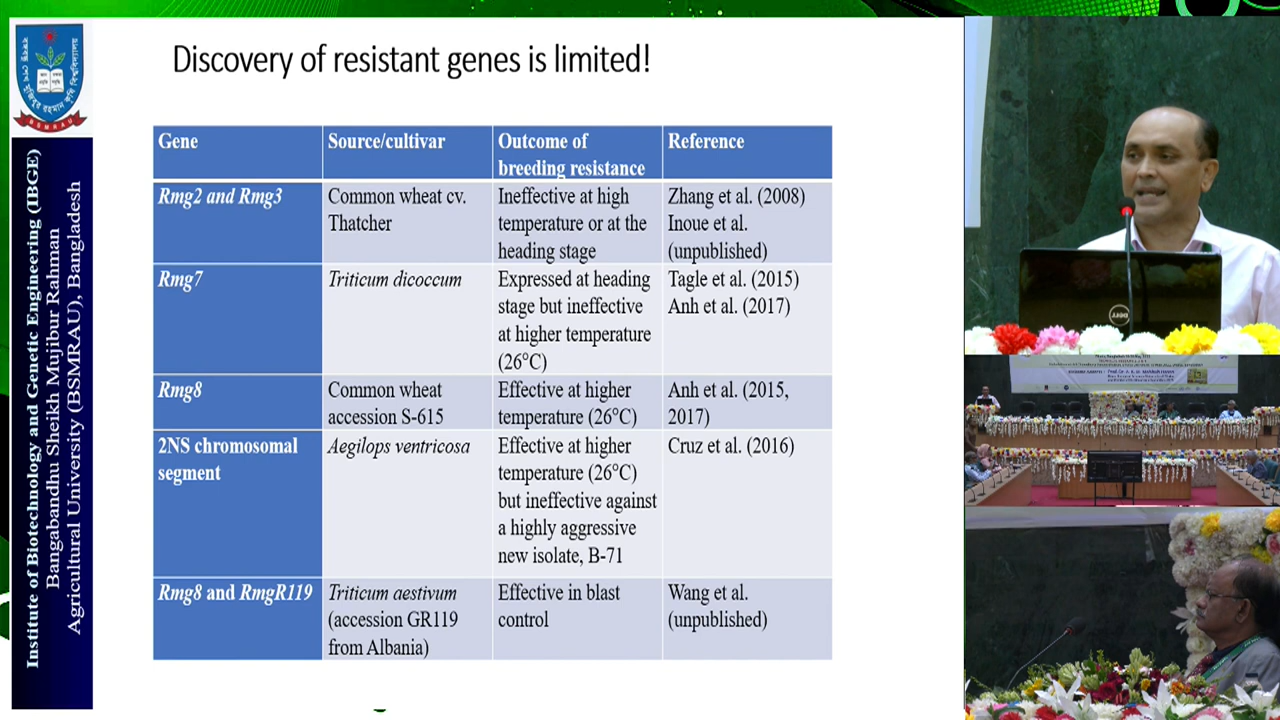 Discovery of resistant genes is limited!
Gene
Source/cultivar
Outcome of
breeding resistance
Reference
Rmg2 and Rmg3
Common wheat cv.
Thatcher
Ineffective at high
temperature or at the
heading stage
Zhang et al. (2008)
Inoue et al.
(unpublished)
Rmg7
Triticum dicoccum
Expressed at heading
stage but ineffective
at higher temperature
(26°C)
Tagle et al. (2015)
Anh et al. (2017)
Rmg8
Common wheat
accession S-615
Effective at higher
temperature (26°C)
Anh et al. (2015,
2017)
2NS chromosomal
segment
Aegilops ventricosa
Effective at higher
temperature (26°C)
but ineffective against
a highly aggressive
new isolate, B-71
Cruz et al. (2016)
Rmg8 and RmgR119
Triticum aestivum
(accession GR119
from Albania)
Effective in blast
control
Wang et al.
(unpublished)
Institute of Biotechnology and Genetic Engineering (IBGE)
Bangabandhu Sheikh Mujibur Rahman
Agricultural University (BSMRAU), Bangladesh
BSMRAU
DELL